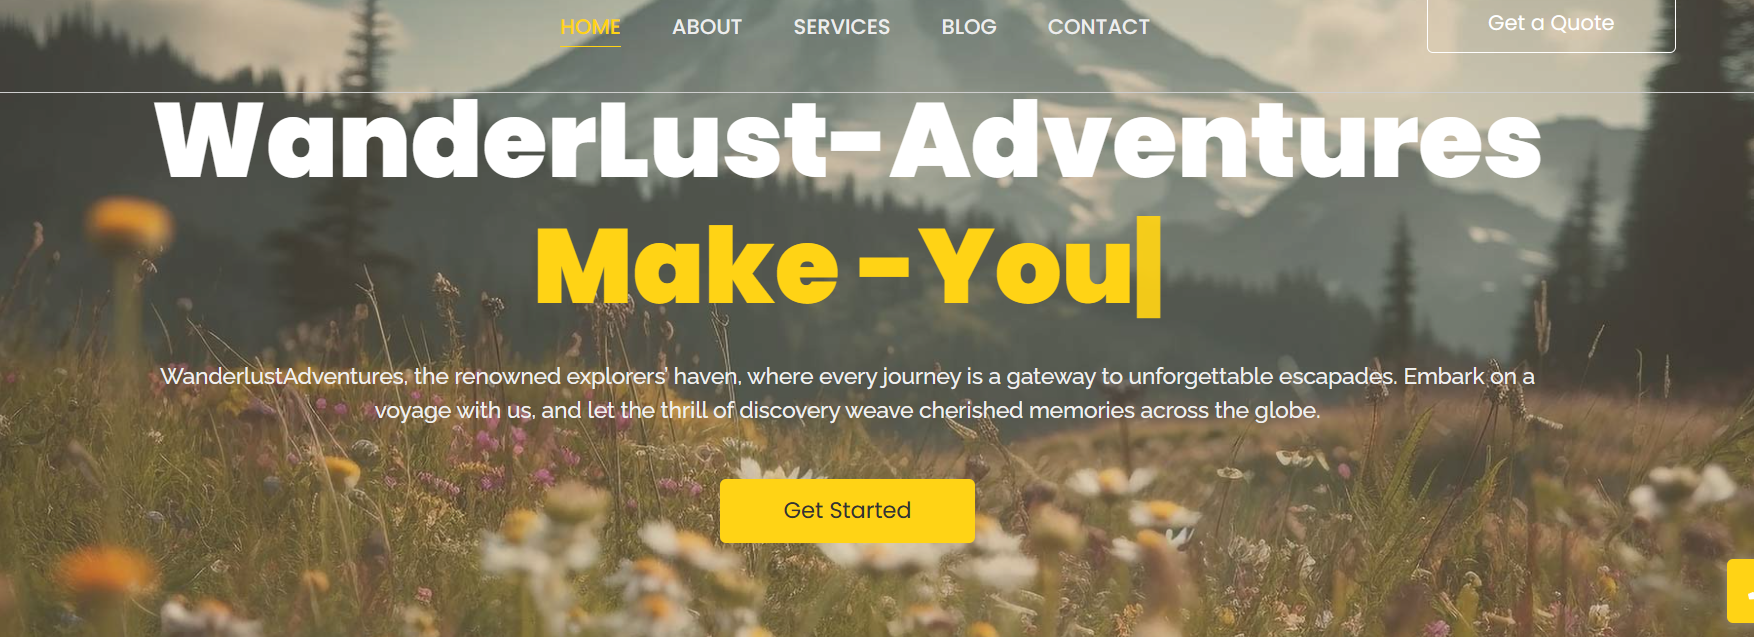 HOME ABOUT SERVICES BLOG CONTACT Get a Quote
WanderLust-Adventures
Make -You
WanderlustAdventures, the renowned explorers' haven, where every journey is a gateway to unforgettable escapades. Embark on a
voyage with us, and let the thrill of discovery weave cherished memories across the globe.
Get Started